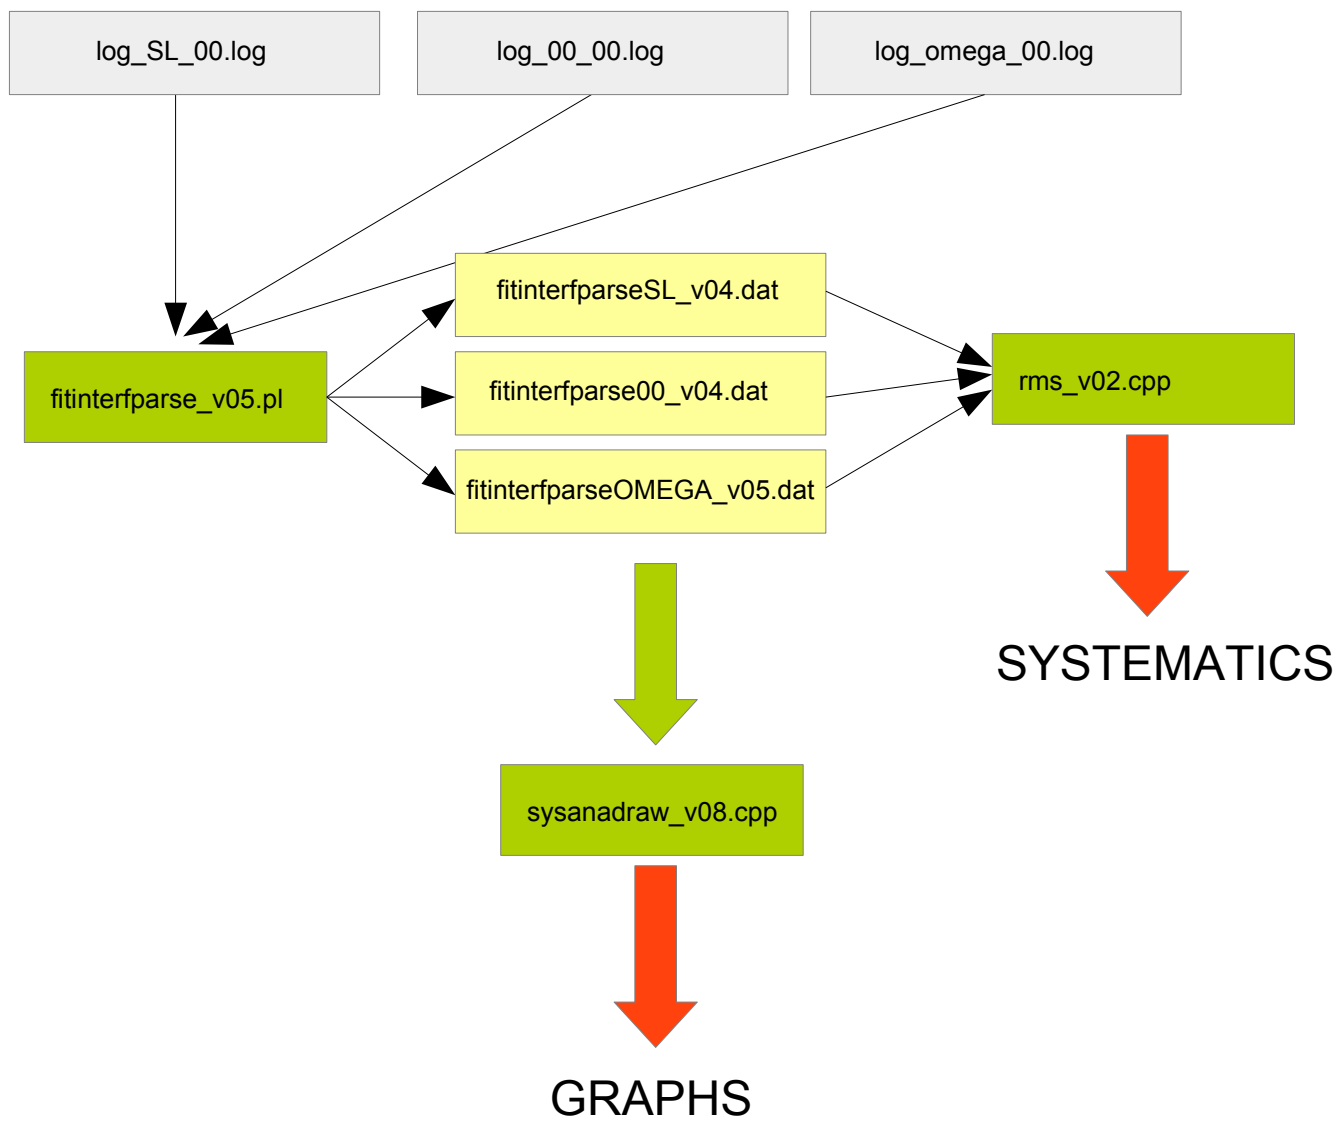 log_SL_00.log
log_00_00.log
log_omega_00.log
fitinterfparseSL_v04.dat
fitinterfparse_v05.pl
fitinterfparse00_v04.dat
rms_v02.cpp
fitinterfparseOMEGA_v05.dat
SYSTEMATICS
sysanadraw_v08.cpp
GRAPHS